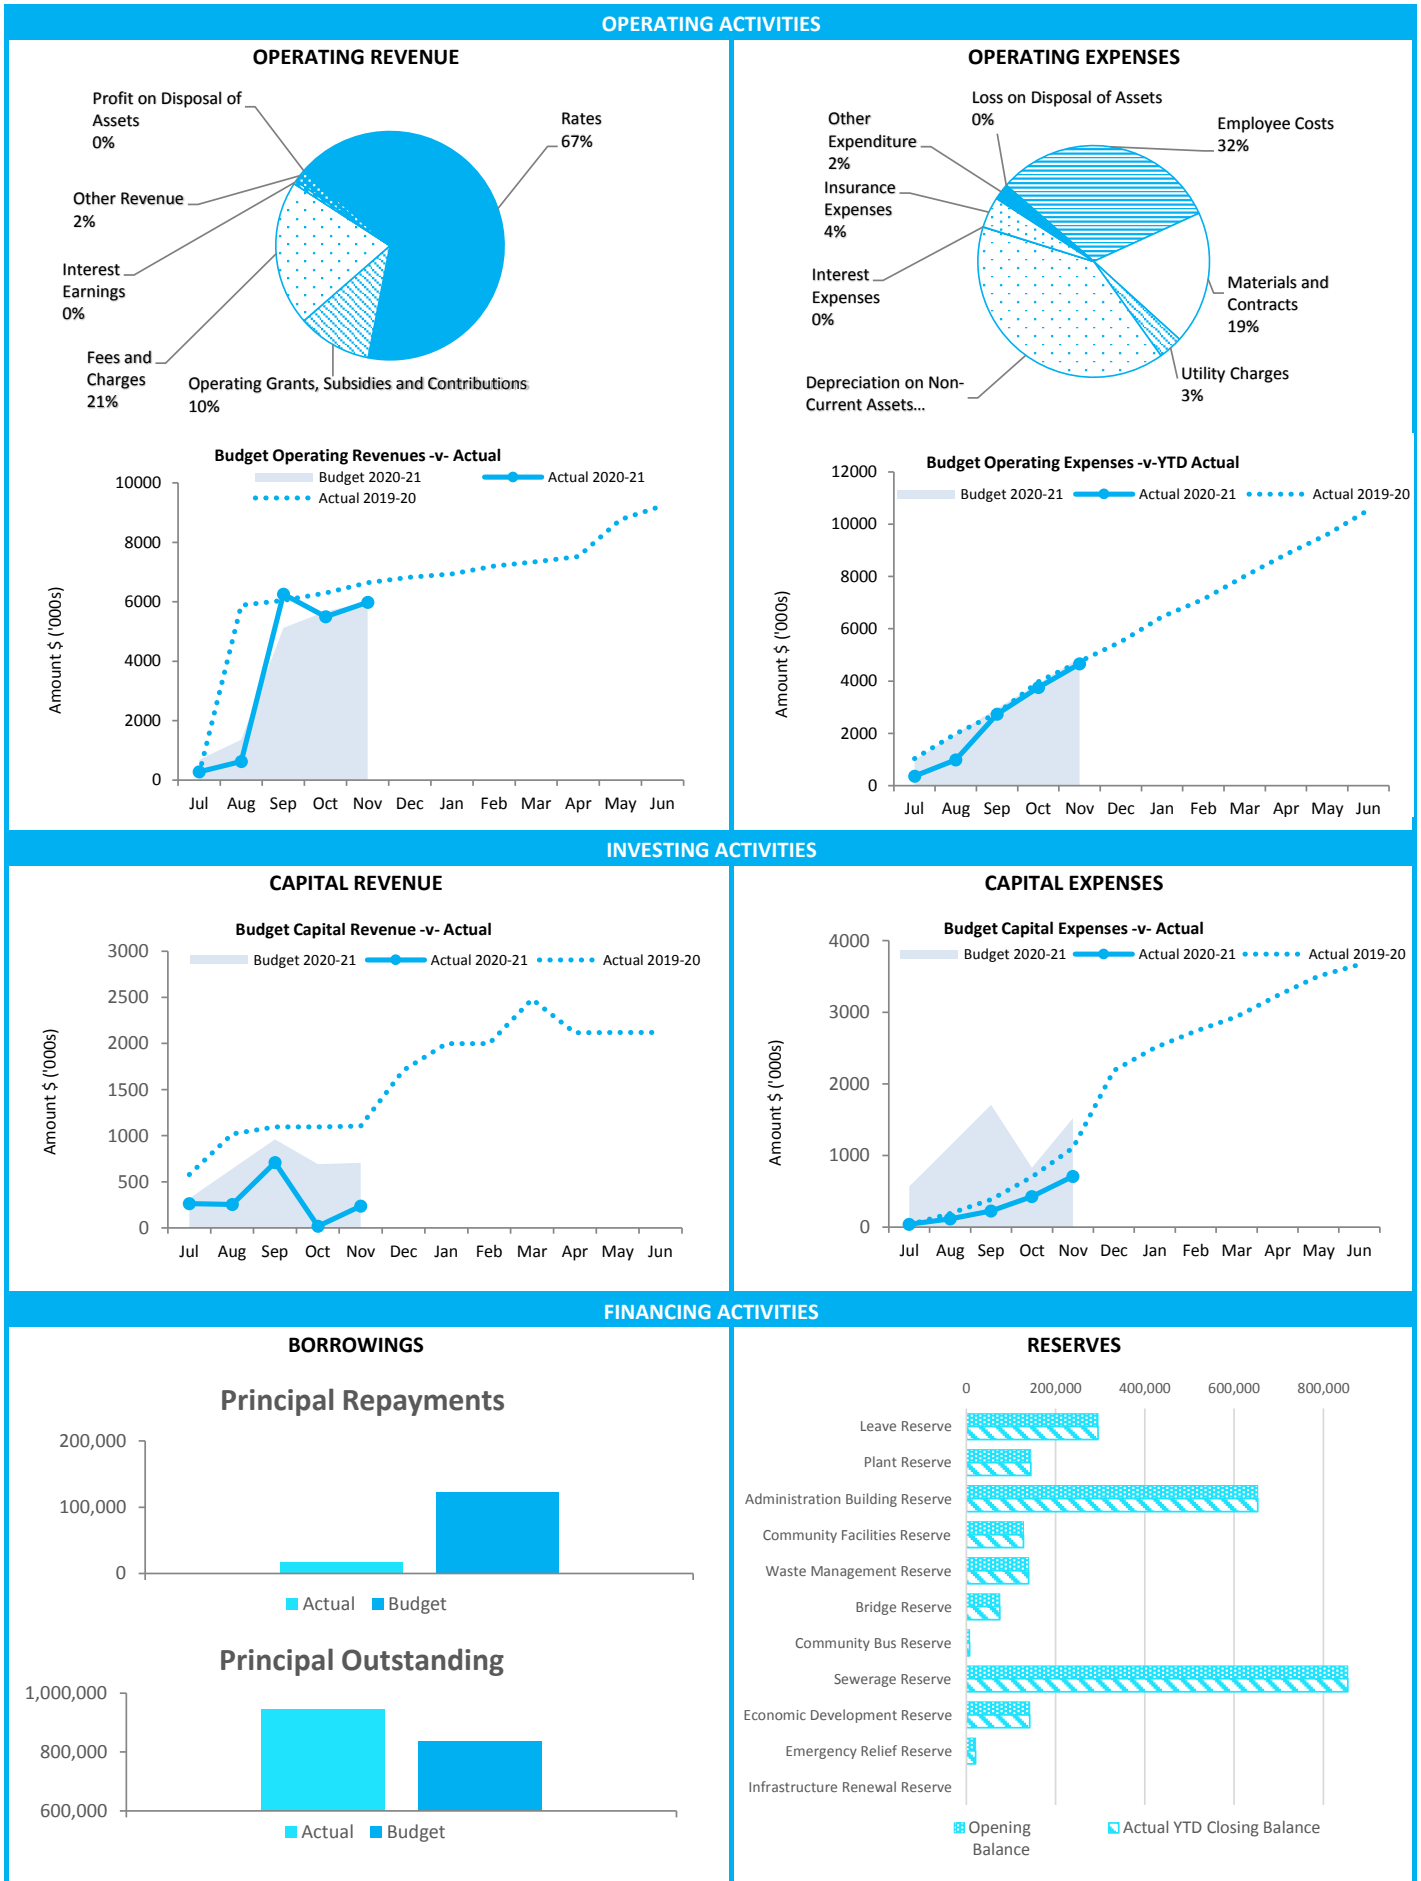 OPERATING ACTIVITIES
OPERATING REVENUE
Profit on Disposal of
Assets
0%
Rates
67%
Other Revenue
2%
Interest
Earnings
0%
Fees and
Charges
21%
Operating Grants, Subsidies and Contributions
10%
OPERATING EXPENSES
Loss on Disposal of Assets
0%
Other
Expenditure
2%
Employee Costs
32%
Insurance
Expenses
4%
Interest
Expenses
0%
Materials and
Contracts
19%
Depreciation on Non-
Current Assets...
Utility Charges
3%
Budget Operating Revenues -v- Actual
Budget 2020-21
Actual 2020-21
Actual 2019-20
Amount $ ('000s)
10000
8000
6000
4000
2000
0
Jul Aug Sep Oct Nov Dec Jan Feb Mar Apr May Jun
Budget Operating Expenses -v-YTD Actual
Budget 2020-21 Actual 2020-21 Actual 2019-20
Amount $ ('000s)
12000
10000
8000
6000
4000
2000
0
Jul Aug Sep Oct Nov Dec Jan Feb Mar Apr May Jun
INVESTING ACTIVITIES
CAPITAL REVENUE
Budget Capital Revenue -v- Actual
Budget 2020-21 Actual 2020-21 Actual 2019-20
Amount $ ('000s)
3000
2500
2000
1500
1000
500
0
Jul Aug Sep Oct Nov Dec Jan Feb Mar Apr May Jun
CAPITAL EXPENSES
Budget Capital Expenses -v- Actual
Budget 2020-21 Actual 2020-21 Actual 2019-20
Amount $ ('000s)
4000
3000
2000
1000
0
Jul Aug Sep Oct Nov Dec Jan Feb Mar Apr May Jun
FINANCING ACTIVITIES
BORROWINGS
Principal Repayments
200,000
100,000
0
Actual Budget
Principal Outstanding
1,000,000
800,000
600,000
Actual Budget
RESERVES
0 200,000 400,000 600,000 800,000
Leave Reserve
Plant Reserve
Administration Building Reserve
Community Facilities Reserve
Waste Management Reserve
Bridge Reserve
Community Bus Reserve
Sewerage Reserve
Economic Development Reserve
Emergency Relief Reserve
Infrastructure Renewal Reserve
Opening
Balance
Actual YTD Closing Balance